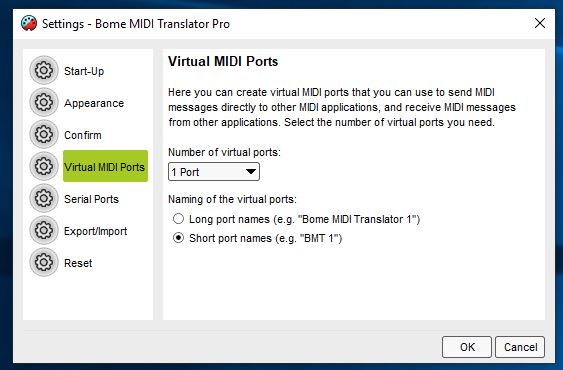 Settings - Bome MIDI Translator Pro
Start-Up
Appearance
Confirm
Virtual MIDI Ports
Serial Ports
Export/Import
Reset
Virtual MIDI Ports
Here you can create virtual MIDI ports that you can use to send MIDI
messages directly to other MIDI applications, and receive MIDI messages
from other applications. Select the number of virtual ports you need.
Number of virtual ports:
1 Port
Naming of the virtual ports:
Long port names (e.g. "Bome MIDI Translator 1")
Short port names (e.g. "BMT 1")
OK
Cancel